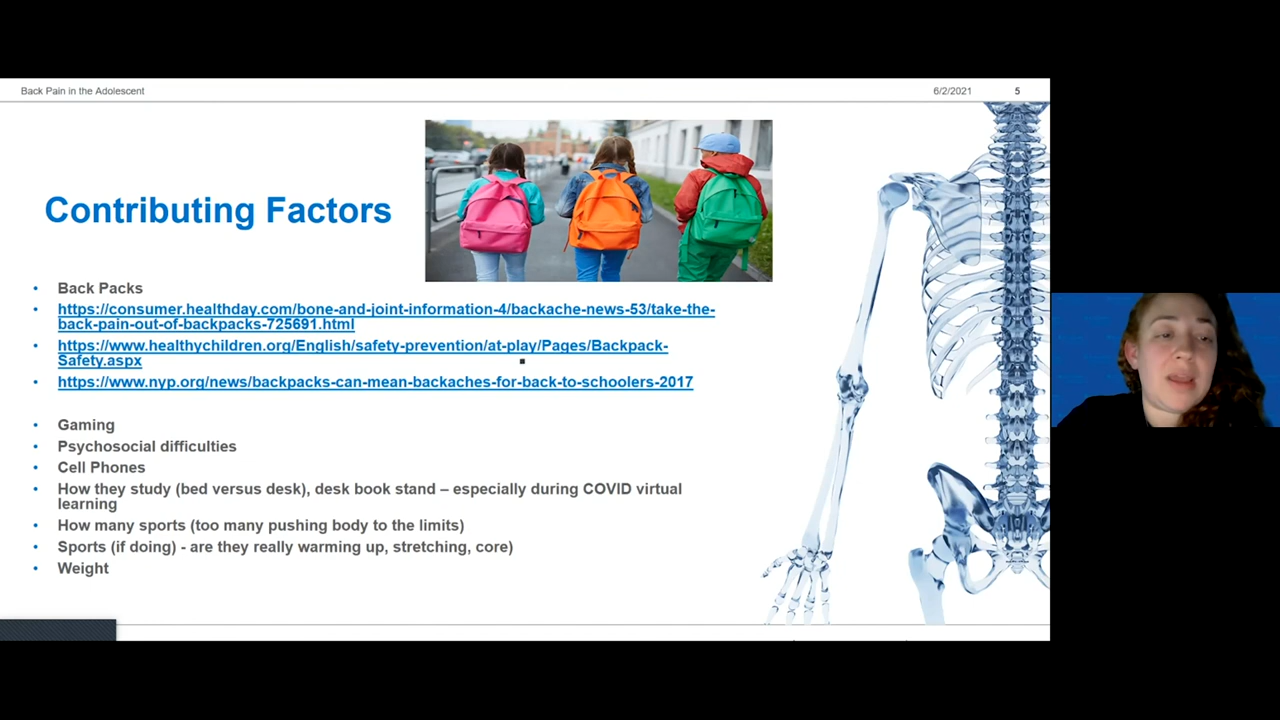 Back Pain in the Adolescent
6/2/2021
5
Contributing Factors
• Back Packs
• https://consumer.healthday.com/bone-and-joint-information-4/backache-news-53/take-the-
back-pain-out-of-backpacks-725691.html
• https://www.healthychildren.org/English/safety-prevention/at-play/Pages/Backpack-
Safety.aspx
• https://www.nyp.org/news/backpacks-can-mean-backaches-for-back-to-schoolers-2017
• Gaming
• Psychosocial difficulties
• Cell Phones
• How they study (bed versus desk), desk book stand – especially during COVID virtual
learning
• How many sports (too many pushing body to the limits)
• Sports (if doing) - are they really warming up, stretching, core)
• Weight